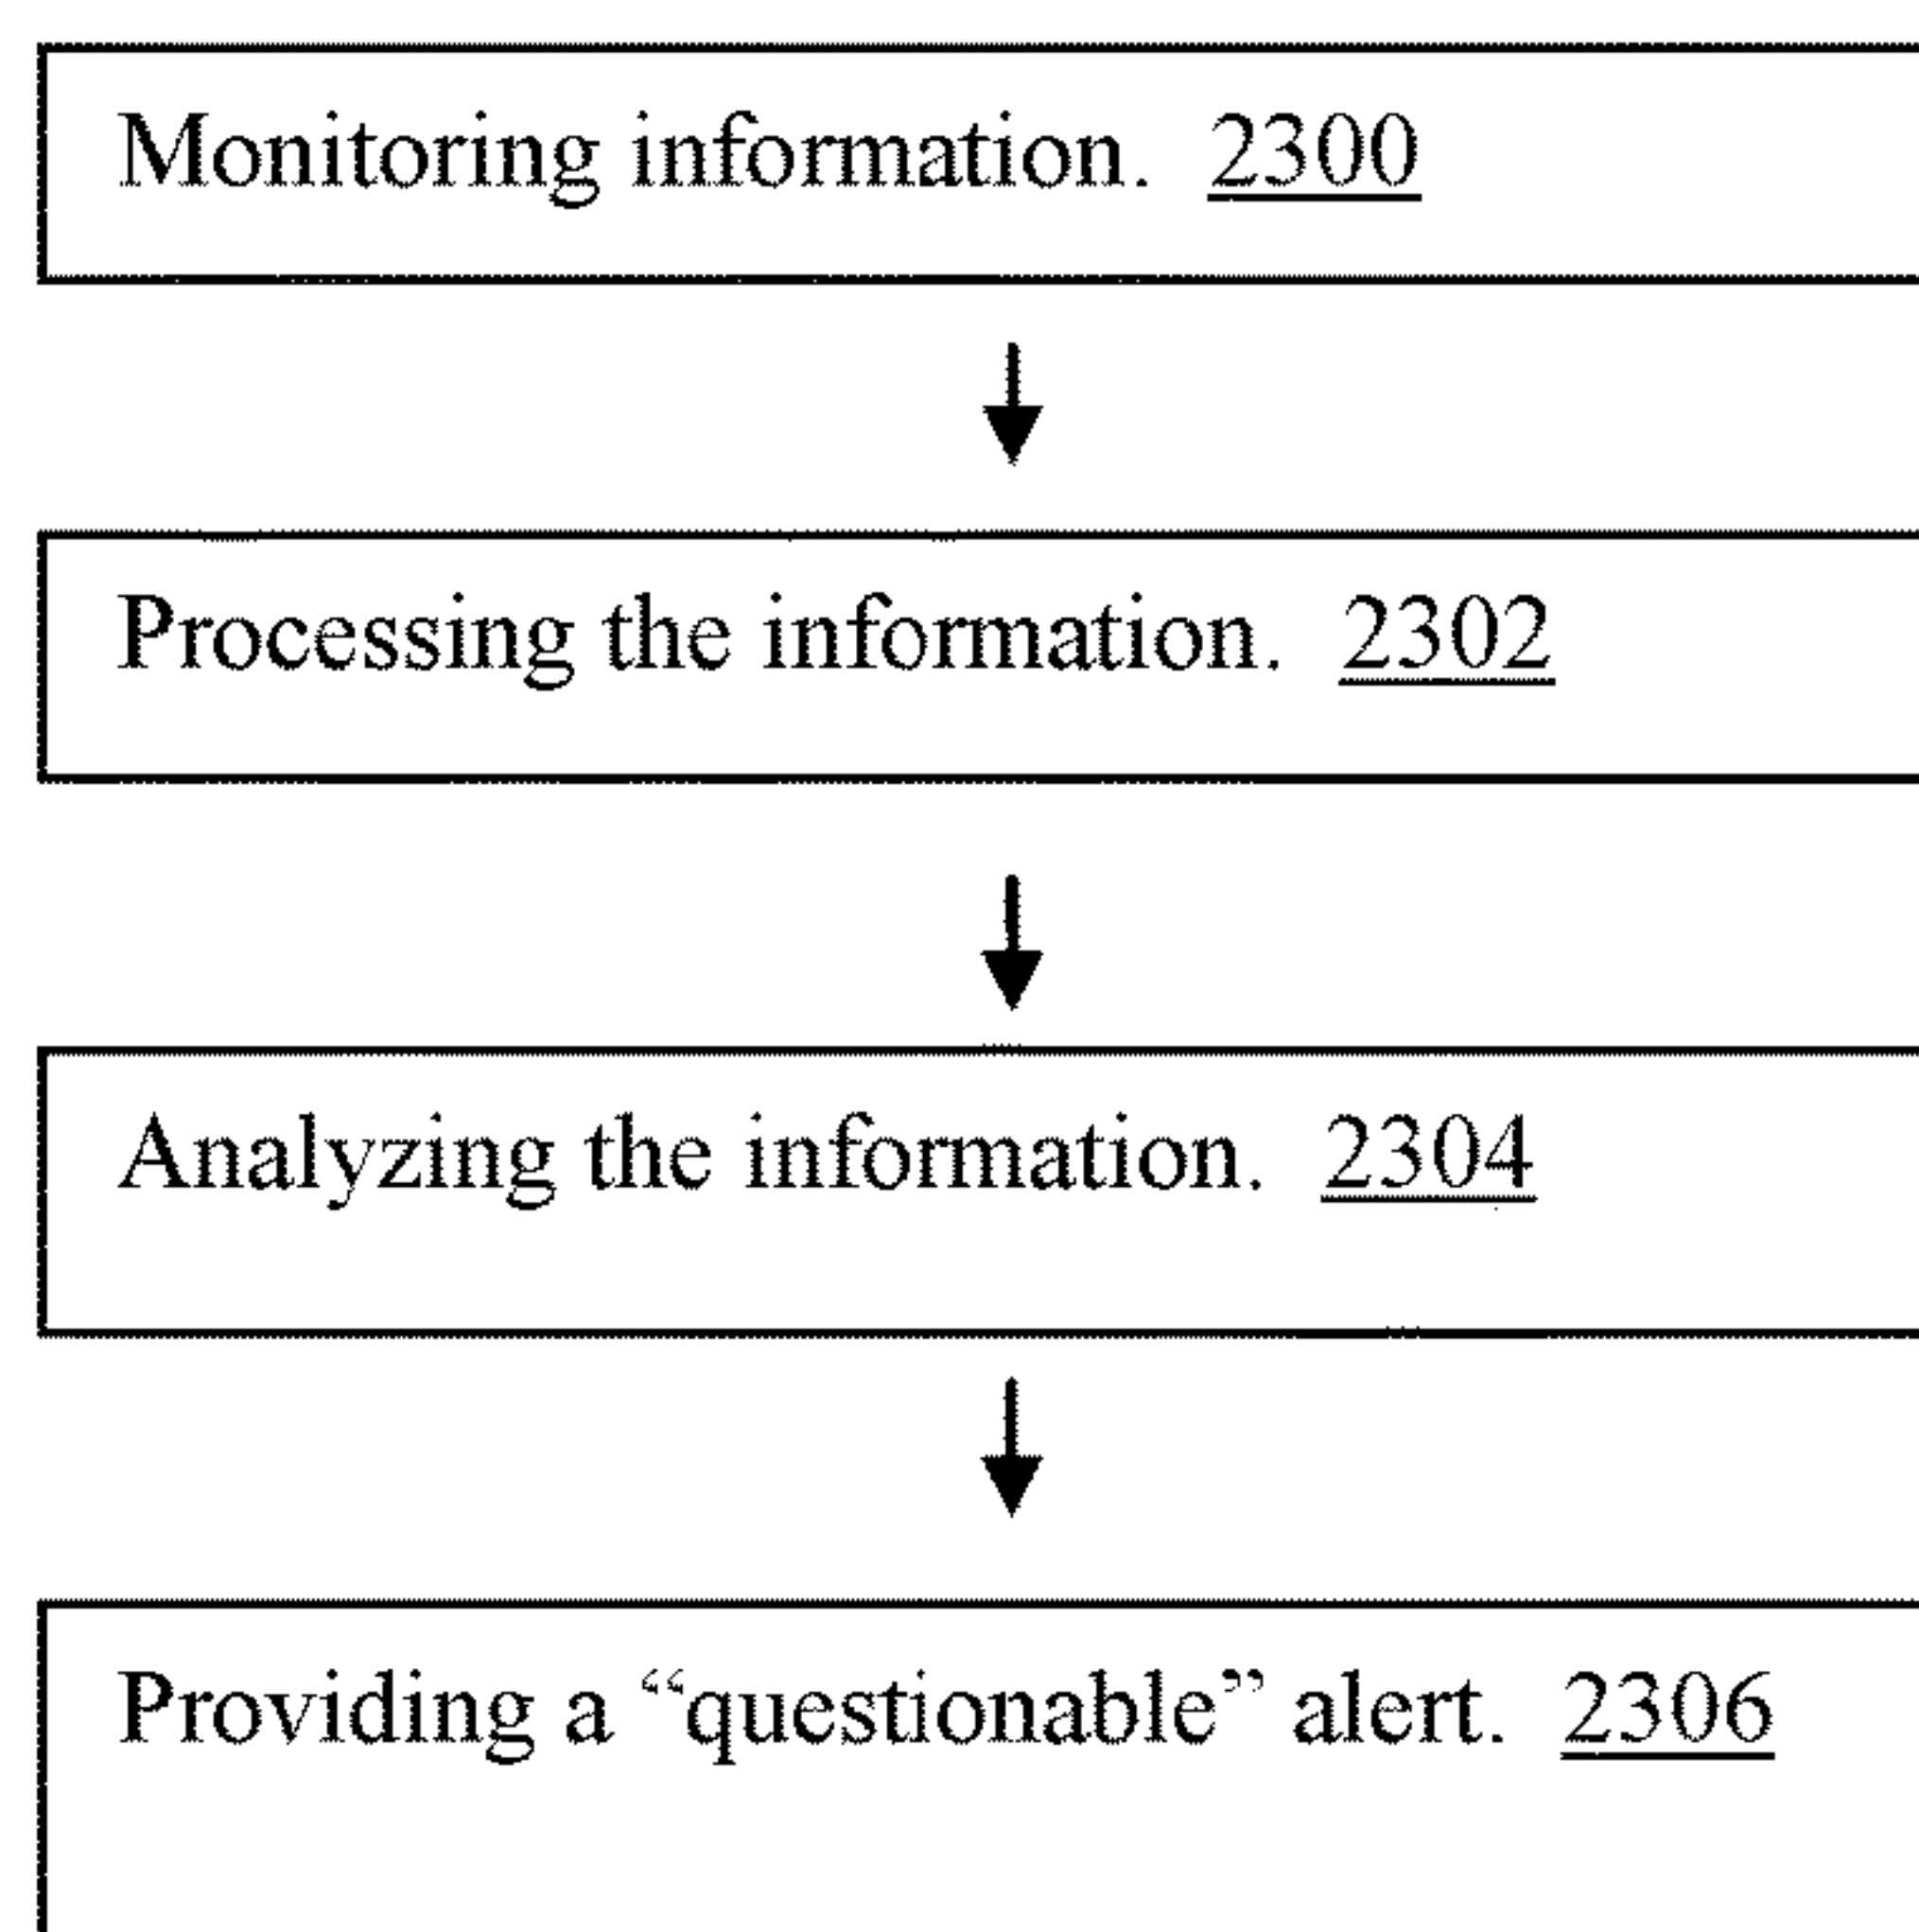 Monitoring information. 2300
Processing the information. 2302
Analyzing the information. 2304
Providing a “questionable” alert. 2306